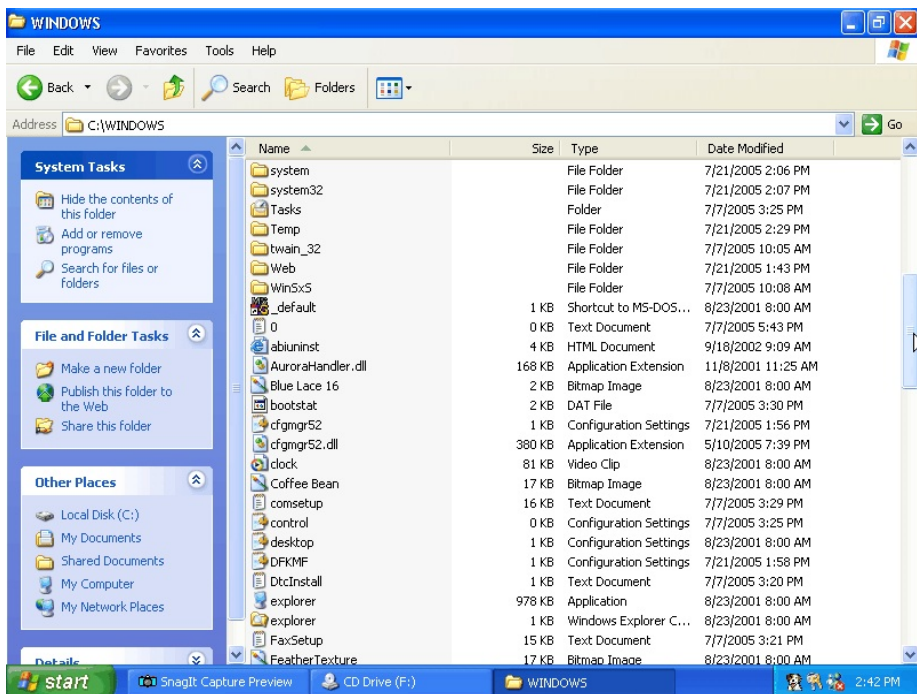 WINDOWS
File Edit View Favorites Tools Help
Back Search Folders
Address C:\WINDOWS Go
System Tasks
Hide the contents of
this folder
Add or remove
programs
Search for files or
folders
File and Folder Tasks
Make a new folder
Publish this folder to
the Web
Share this folder
Other Places
Local Disk (C:)
My Documents
Shared Documents
My Computer
My Network Places
Details
Name Size Type Date Modified
system File Folder 7/21/2005 2:06 PM
system32 File Folder 7/21/2005 2:07 PM
Tasks Folder 7/7/2005 3:25 PM
Temp File Folder 7/21/2005 2:29 PM
twain_32 File Folder 7/7/2005 10:05 AM
Web File Folder 7/21/2005 1:43 PM
WinSxS File Folder 7/7/2005 10:08 AM
_default 1 KB Shortcut to MS-DOS... 8/23/2001 8:00 AM
0 0 KB Text Document 7/7/2005 5:43 PM
abiuninst 4 KB HTML Document 9/18/2002 9:09 AM
AuroraHandler.dll 168 KB Application Extension 11/8/2001 11:25 AM
Blue Lace 16 2 KB Bitmap Image 8/23/2001 8:00 AM
bootstat 2 KB DAT File 7/7/2005 3:30 PM
cfgmgr52 1 KB Configuration Settings 7/21/2005 1:56 PM
cfgmgr52.dll 380 KB Application Extension 5/10/2005 7:39 PM
clock 81 KB Video Clip 8/23/2001 8:00 AM
Coffee Bean 17 KB Bitmap Image 8/23/2001 8:00 AM
comsetup 16 KB Text Document 7/7/2005 3:29 PM
control 0 KB Configuration Settings 7/7/2005 3:25 PM
desktop 1 KB Configuration Settings 8/23/2001 8:00 AM
DFKMF 1 KB Configuration Settings 7/21/2005 1:58 PM
DtcInstall 1 KB Text Document 7/7/2005 3:20 PM
explorer 978 KB Application 8/23/2001 8:00 AM
explorer 1 KB Windows Explorer C... 8/23/2001 8:00 AM
FaxSetup 15 KB Text Document 7/7/2005 3:21 PM
FeatherTexture 17 KB Bitmap Image 8/23/2001 8:00 AM
start SnagIt Capture Preview CD Drive (F:) WINDOWS 2:42 PM